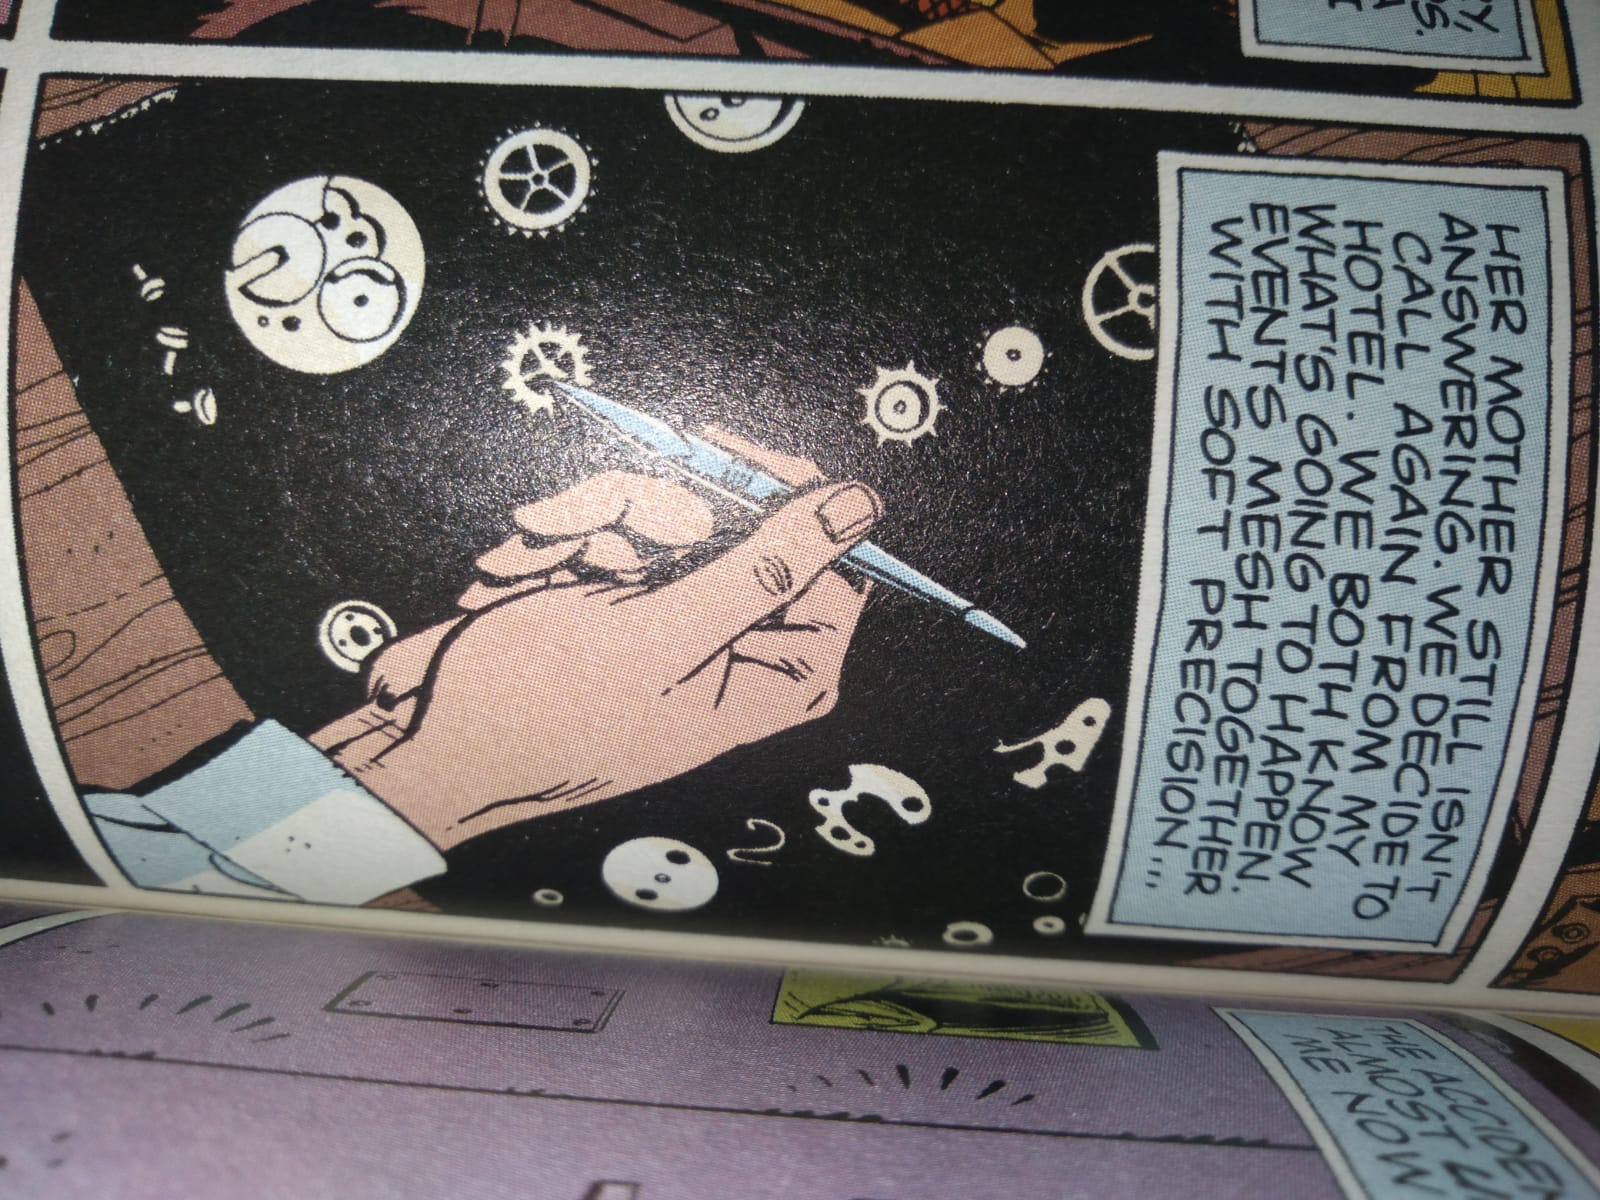 RY,
S.
A
I
HER MOTHER STILL ISN'T
ANSWERING. WE DECIDE TO
CALL AGAIN FROM MY
HOTEL. WE BOTH KNOW
WHAT'S GOING TO HAPPEN.
EVENTS MESH TOGETHER
WITH SOFT PRECISION...
THE ACCIDEN
ALMOST
ME NOW